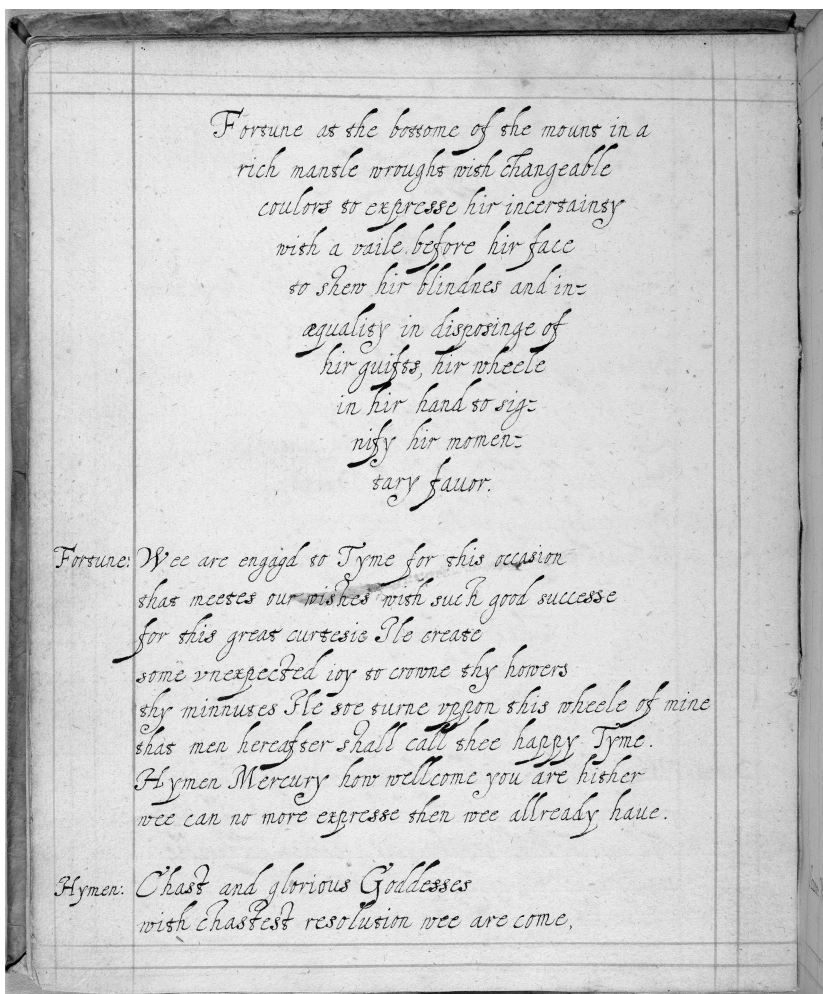 Fortune at the bottome of the mount in a
rich mantle wrought with changeable
coulors to expresse hir incertainty
with a vaile before hir face
to shew hir blindnes and in=
æquality in disposinge of
hir guifts, hir wheele
in hir hand to sig=
nify hir momen=
tary fauor.
Fortune: Wee are engagd to Tyme for this occasion
that meetes our wishes with such good successe
for this great curtesie Ile create
some vnexpected ioy to crowne thy howers
thy minnutes Ile soe turne vppon this wheele of mine
that men hereafter shall call thee happy Tyme.
Hymen Mercury how wellcome you are hither
wee can no more expresse then wee allready haue.
Hymen: Chast and glorious Goddesses
with chastest resolution wee are come,